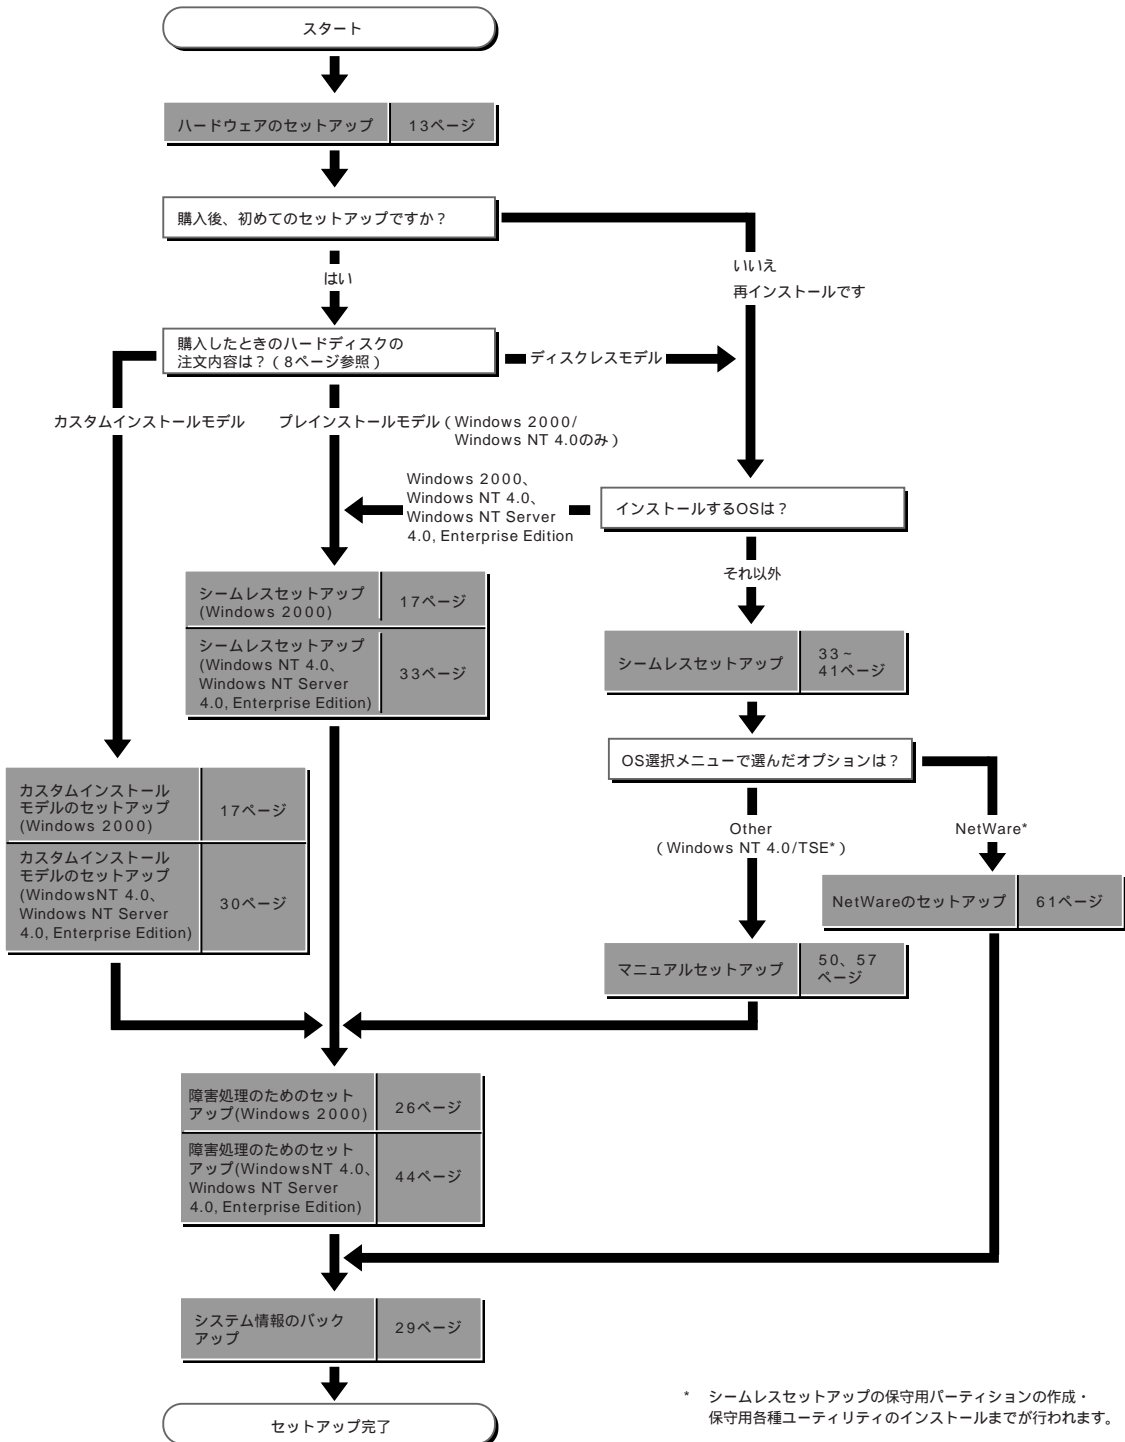 スタート
ハードウェアのセットアップ 13ページ
購入後、初めてのセットアップですか？
いいえ
再インストールです
はい
購入したときのハードディスクの
注文内容は？（8ページ参照）
ディスクレスモデル
カスタムインストールモデル
プレインストールモデル（Windows 2000/
Windows NT 4.0のみ）
Windows 2000、
Windows NT 4.0、
Windows NT Server
4.0, Enterprise Edition
インストールするOSは？
それ以外
シームレスセットアップ
(Windows 2000)
17ページ
シームレスセットアップ
(Windows NT 4.0、
Windows NT Server
4.0, Enterprise Edition)
33ページ
シームレスセットアップ
33～
41ページ
OS選択メニューで選んだオプションは？
カスタムインストール
モデルのセットアップ
(Windows 2000)
17ページ
カスタムインストール
モデルのセットアップ
(WindowsNT 4.0、
Windows NT Server
4.0, Enterprise Edition)
30ページ
Other
（Windows NT 4.0/TSE*）
NetWare*
NetWareのセットアップ 61ページ
マニュアルセットアップ
50、57
ページ
障害処理のためのセット
アップ(Windows 2000)
26ページ
障害処理のためのセット
アップ(WindowsNT 4.0、
Windows NT Server
4.0, Enterprise Edition)
44ページ
システム情報のバック
アップ
29ページ
セットアップ完了
* シームレスセットアップの保守用パーティションの作成・
保守用各種ユーティリティのインストールまでが行われます。